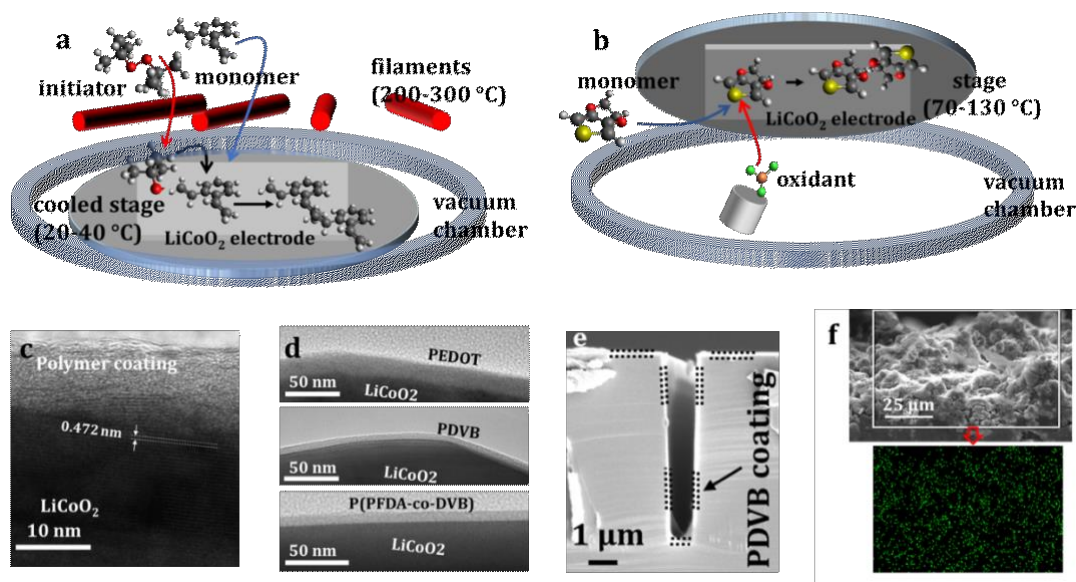 a
initiator
monomer
filaments
(200-300 °C)
cooled stage
(20-40 °C)
LiCoO₂ electrode
vacuum
chamber
b
monomer
stage
(70-130 °C)
LiCoO₂ electrode
oxidant
vacuum
chamber
c
Polymer coating
0.472 nm
LiCoO₂
10 nm
d
PEDOT
50 nm
LiCoO2
PDVB
50 nm
LiCoO2
P(PFDA-co-DVB)
50 nm
LiCoO2
e
PDVB coating
1 μm
f
25 μm